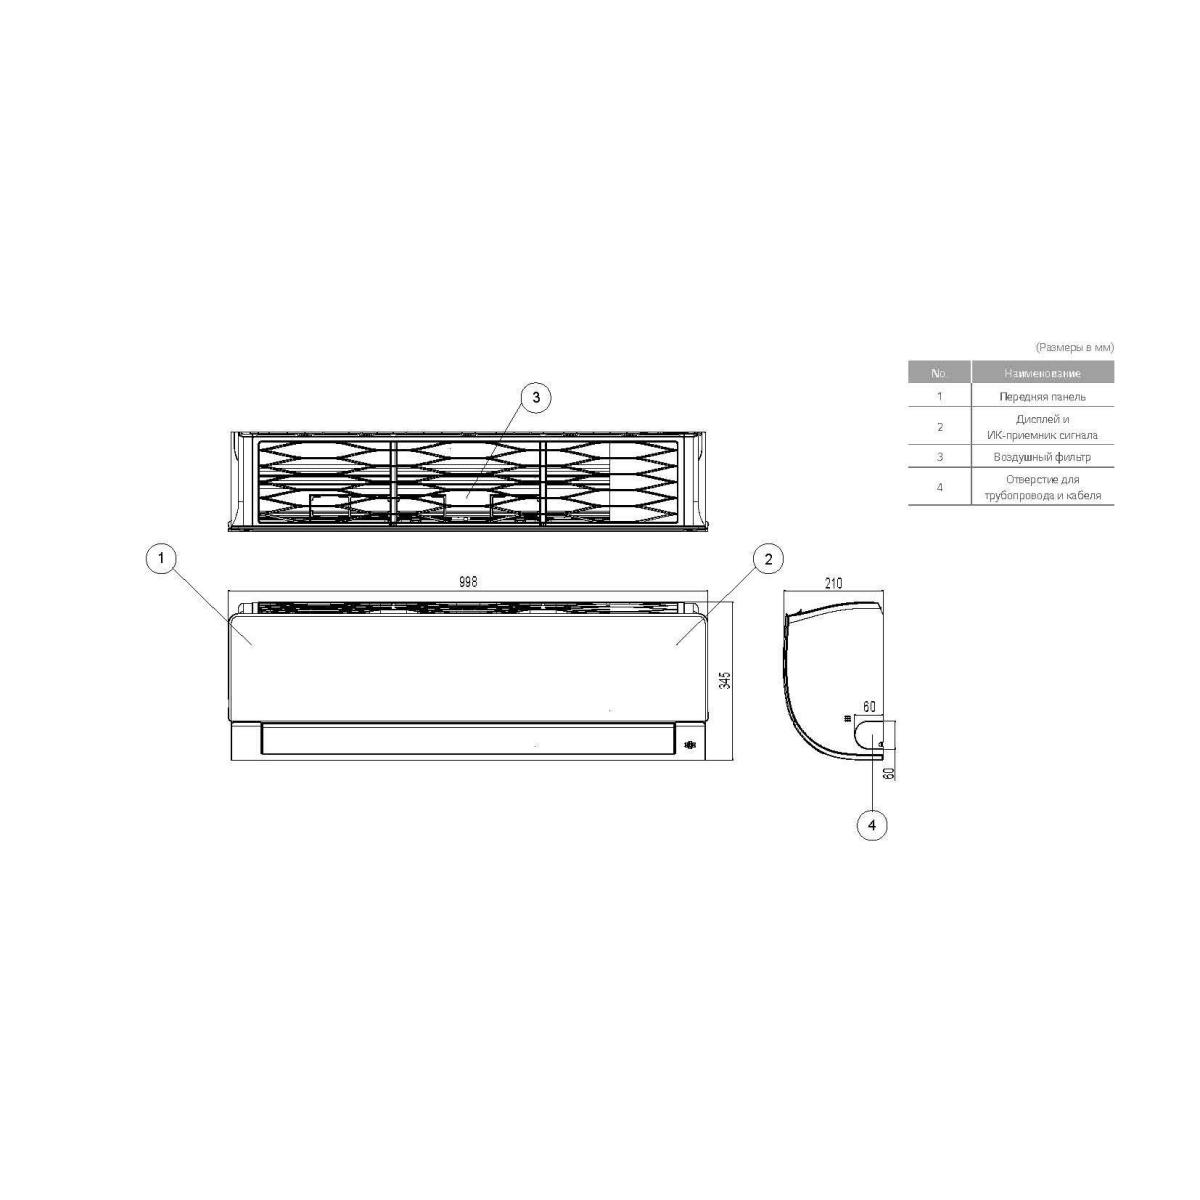 (Размеры в мм)
No. Наименование
1 Передняя панель
2 Дисплей и
ИК-приемник сигнала
3 Воздушный фильтр
4 Отверстие для
трубопровода и кабеля
3
1
2
998
210
345
60
60
4